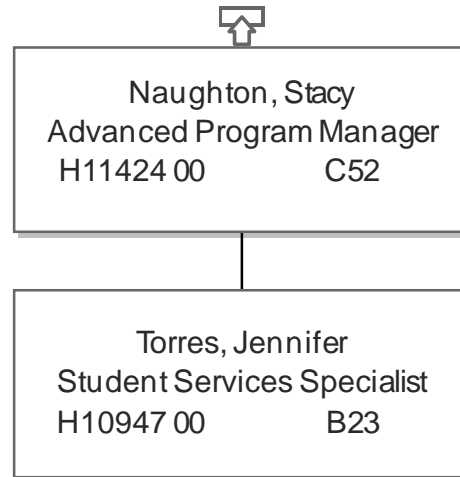 Naughton, Stacy
Advanced Program Manager
H11424 00 C52
Torres, Jennifer
Student Services Specialist
H10947 00 B23